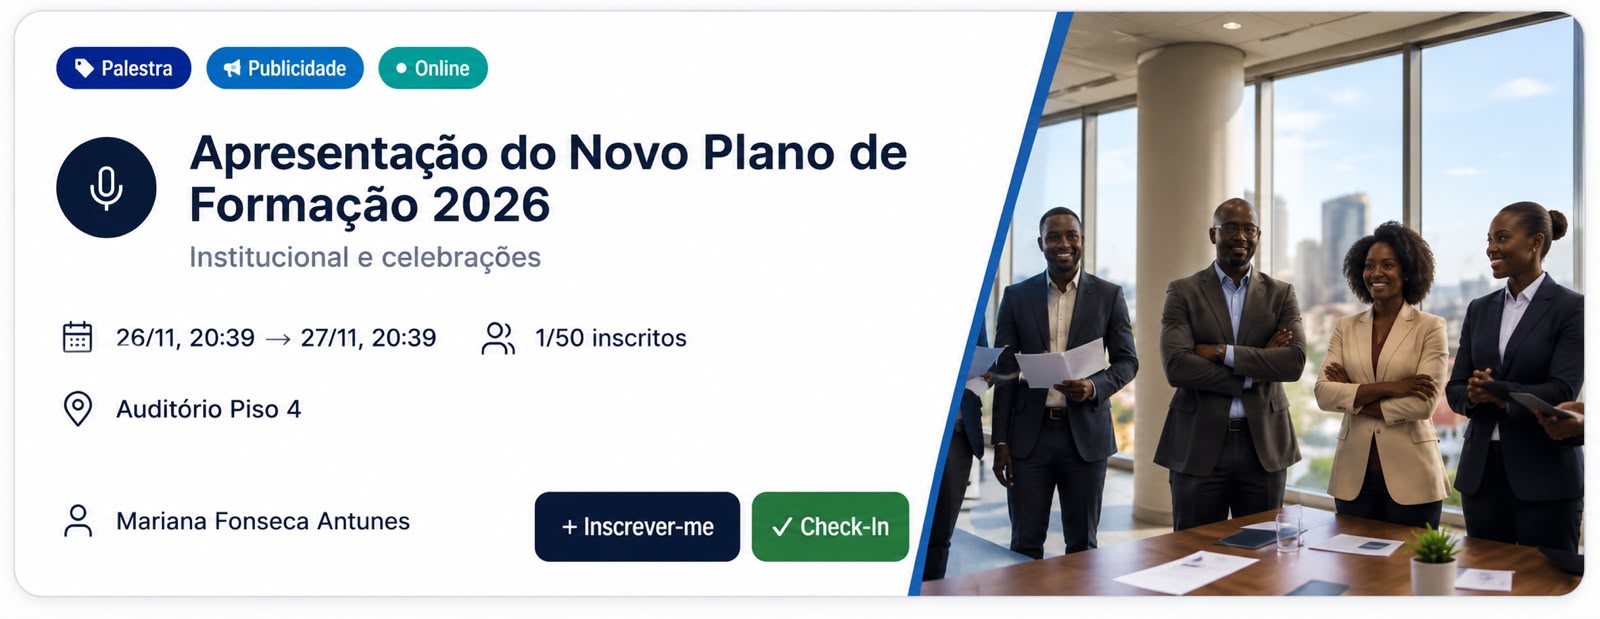 Palestra
Publicidade
Online
Apresentação do Novo Plano de
Formação 2026
Institucional e celebrações
26/11, 20:39 → 27/11, 20:39
1/50 inscritos
Auditório Piso 4
Mariana Fonseca Antunes
+ Inscrever-me
✓ Check-In